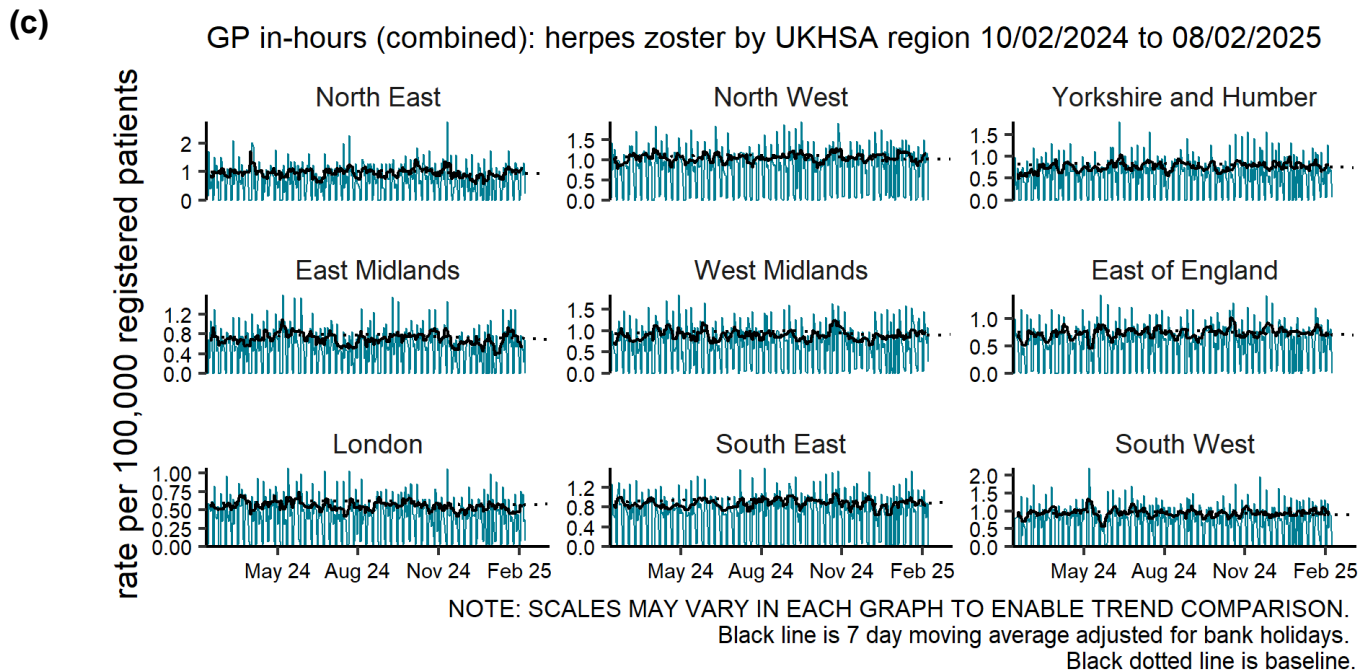 (c)
GP in-hours (combined): herpes zoster by UKHSA region 10/02/2024 to 08/02/2025
rate per 100,000 registered patients
North East
2
1
0
North West
1.5
1.0
0.5
0.0
Yorkshire and Humber
1.5
1.0
0.5
0.0
East Midlands
1.2
0.8
0.4
0.0
West Midlands
1.5
1.0
0.5
0.0
East of England
1.0
0.5
0.0
London
1.00
0.75
0.50
0.25
0.00
May 24 Aug 24 Nov 24 Feb 25
South East
1.2
0.8
0.4
0.0
May 24 Aug 24 Nov 24 Feb 25
South West
2.0
1.5
1.0
0.5
0.0
May 24 Aug 24 Nov 24 Feb 25
NOTE: SCALES MAY VARY IN EACH GRAPH TO ENABLE TREND COMPARISON.
Black line is 7 day moving average adjusted for bank holidays.
Black dotted line is baseline.